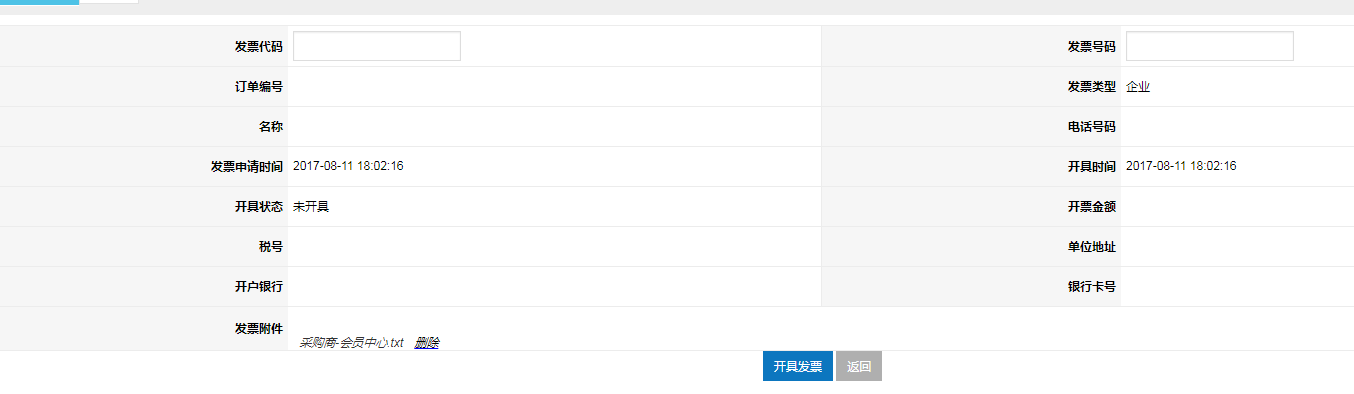 发票代码 发票号码
订单编号 发票类型 企业
名称 电话号码
发票申请时间 2017-08-11 18:02:16 开具时间 2017-08-11 18:02:16
开具状态 未开具 开票金额
税号 单位地址
开户银行 银行卡号
发票附件
采购商-会员中心.txt 删除
开具发票 返回